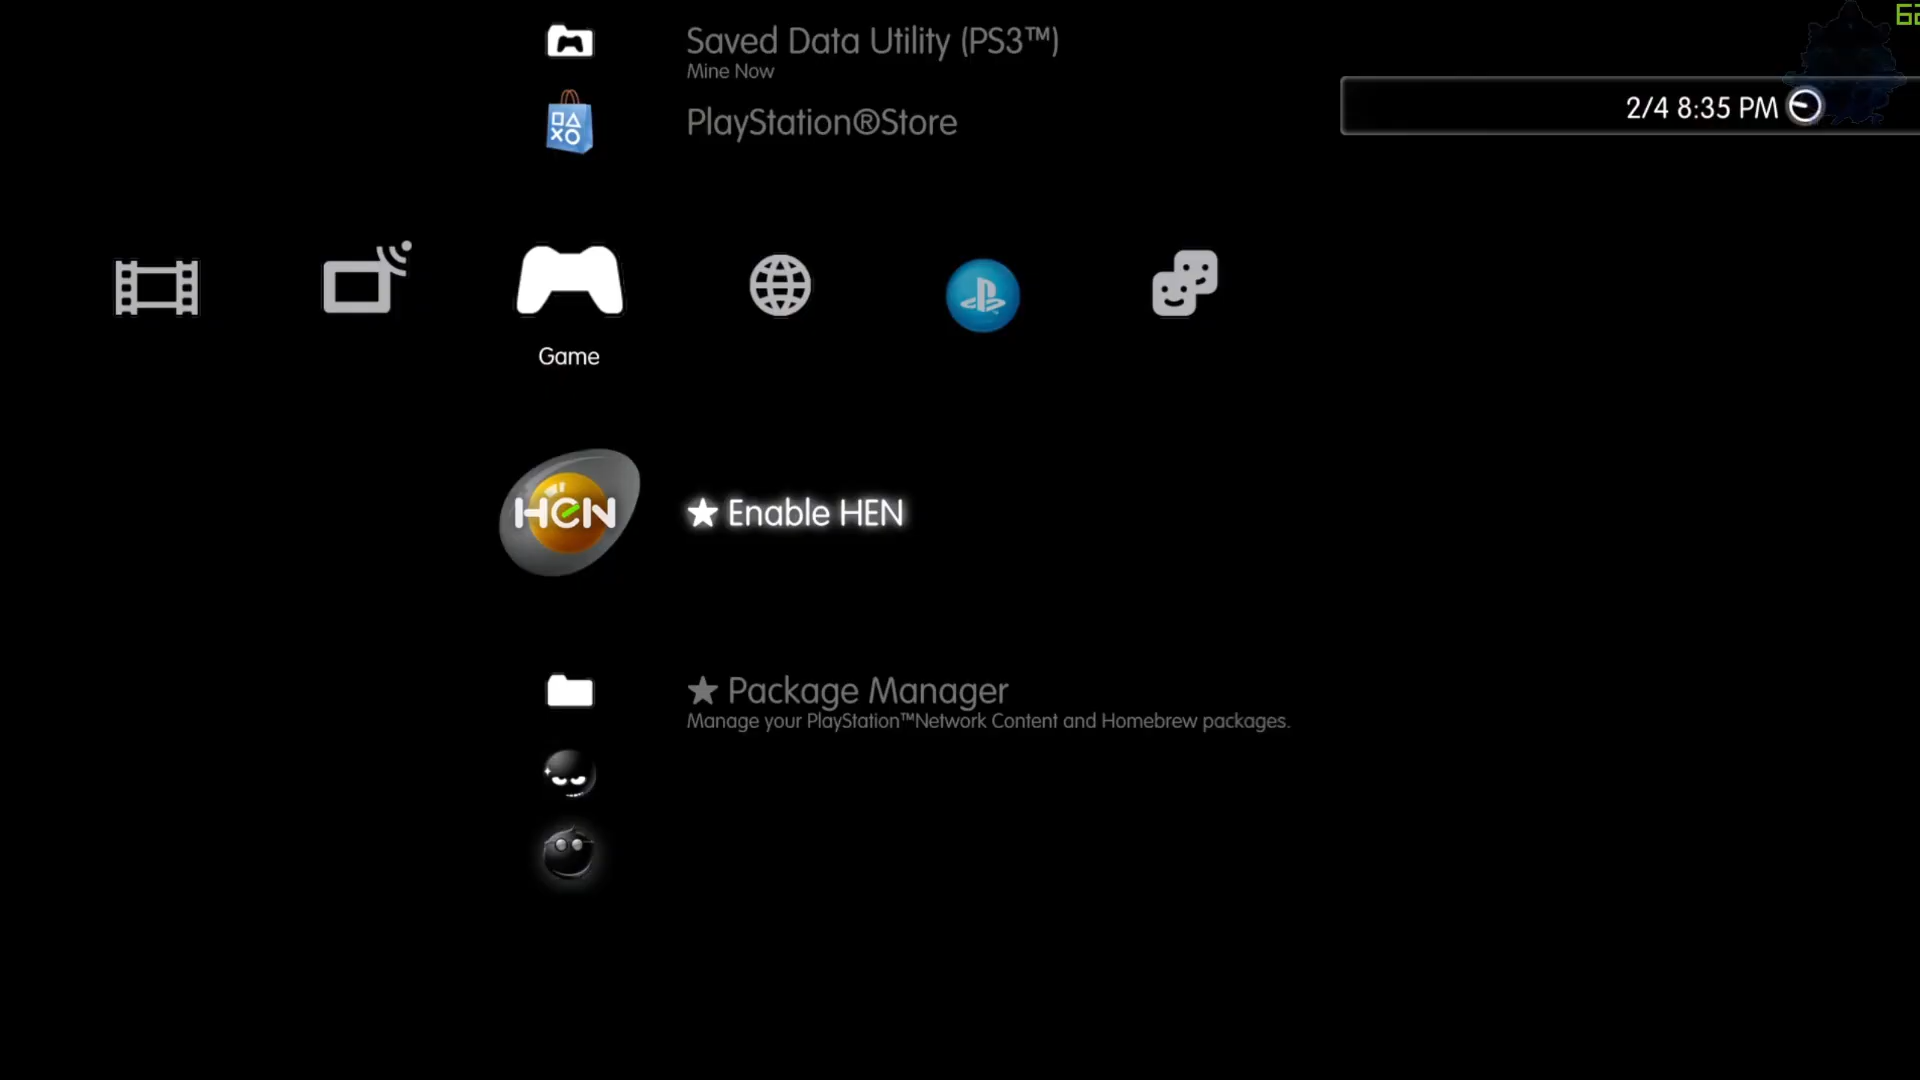 Saved Data Utility (PS3™)
Mine Now
PlayStation®Store
2/4 8:35 PM
Game
HEN
★ Enable HEN
★ Package Manager
Manage your PlayStation™Network Content and Homebrew packages.